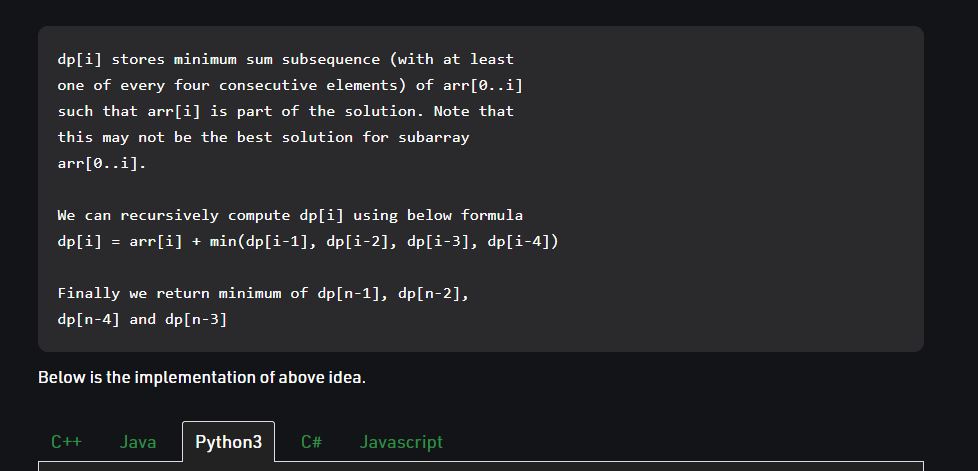 dp[i] stores minimum sum subsequence (with at least
one of every four consecutive elements) of arr[0..i]
such that arr[i] is part of the solution. Note that
this may not be the best solution for subarray
arr[0..i].
We can recursively compute dp[i] using below formula
dp[i] = arr[i] + min(dp[i-1], dp[i-2], dp[i-3], dp[i-4])
Finally we return minimum of dp[n-1], dp[n-2],
dp[n-4] and dp[n-3]
Below is the implementation of above idea.
C++ Java Python3 C# Javascript